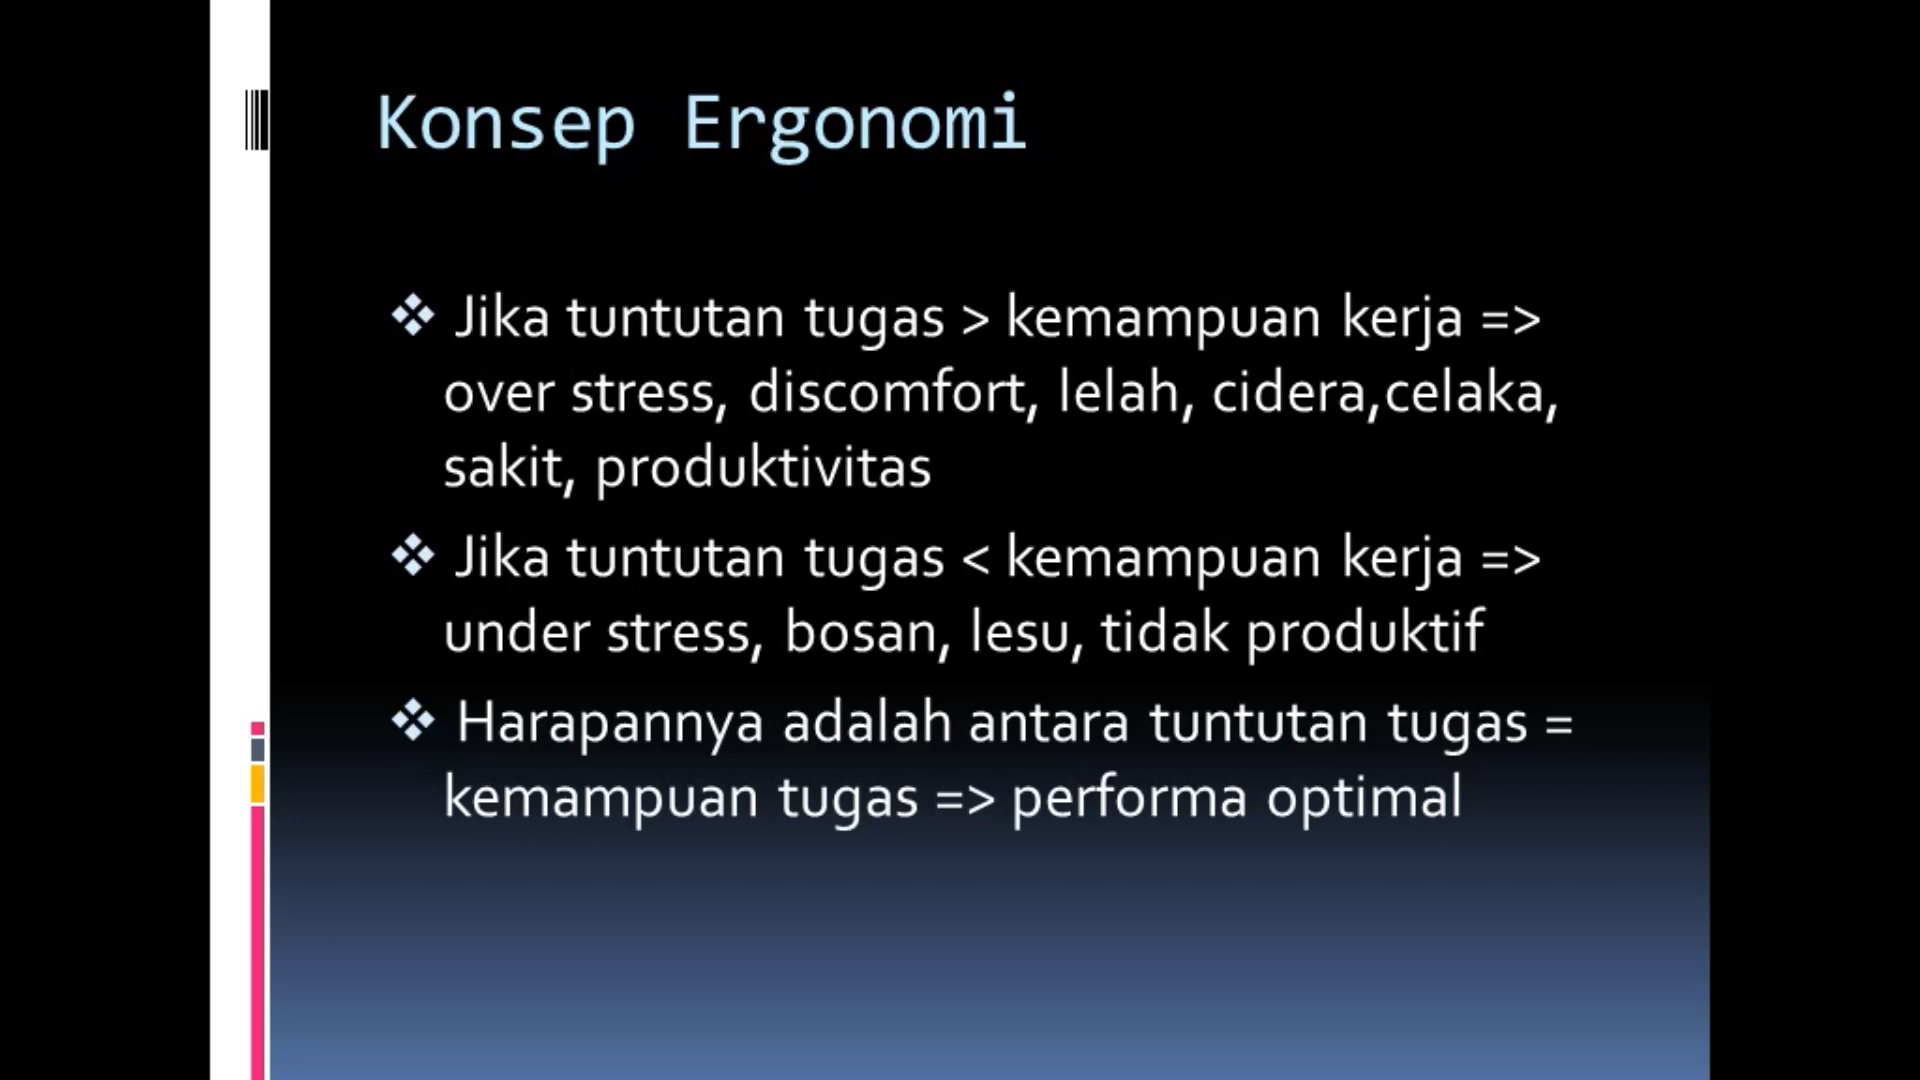 Konsep Ergonomi
❖ Jika tuntutan tugas > kemampuan kerja =>
over stress, discomfort, lelah, cidera,celaka,
sakit, produktivitas
❖ Jika tuntutan tugas < kemampuan kerja =>
under stress, bosan, lesu, tidak produktif
❖ Harapannya adalah antara tuntutan tugas =
kemampuan tugas => performa optimal